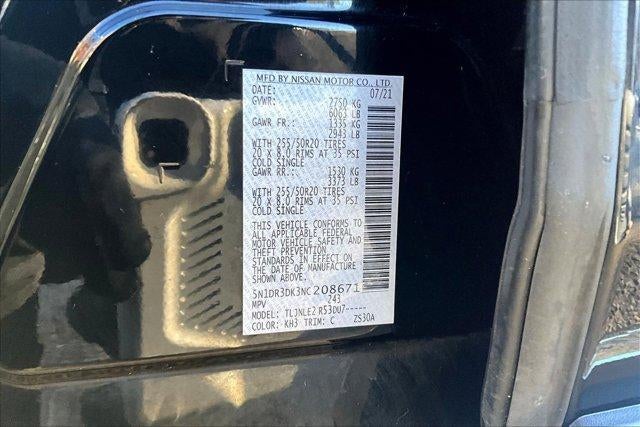 MFD BY NISSAN MOTOR CO., LTD.
DATE: 07/21
GVWR: 2750 KG
6063 LB
GAWR FR.: 1335 KG
2943 LB
WITH 255/50R20 TIRES
20 X 8.0 RIMS AT 35 PSI
COLD SINGLE
GAWR RR.: 1530 KG
3373 LB
WITH 255/50R20 TIRES
20 X 8.0 RIMS AT 35 PSI
COLD SINGLE
THIS VEHICLE CONFORMS TO
ALL APPLICABLE FEDERAL
MOTOR VEHICLE SAFETY AND
THEFT PREVENTION
STANDARDS IN EFFECT ON
THE DATE OF MANUFACTURE
SHOWN ABOVE.
5N1DR3DK3NC208671
MPV 243
MODEL: TLJNLEZ R53DU7-----
COLOR: KH3 TRIM: C ZS30A